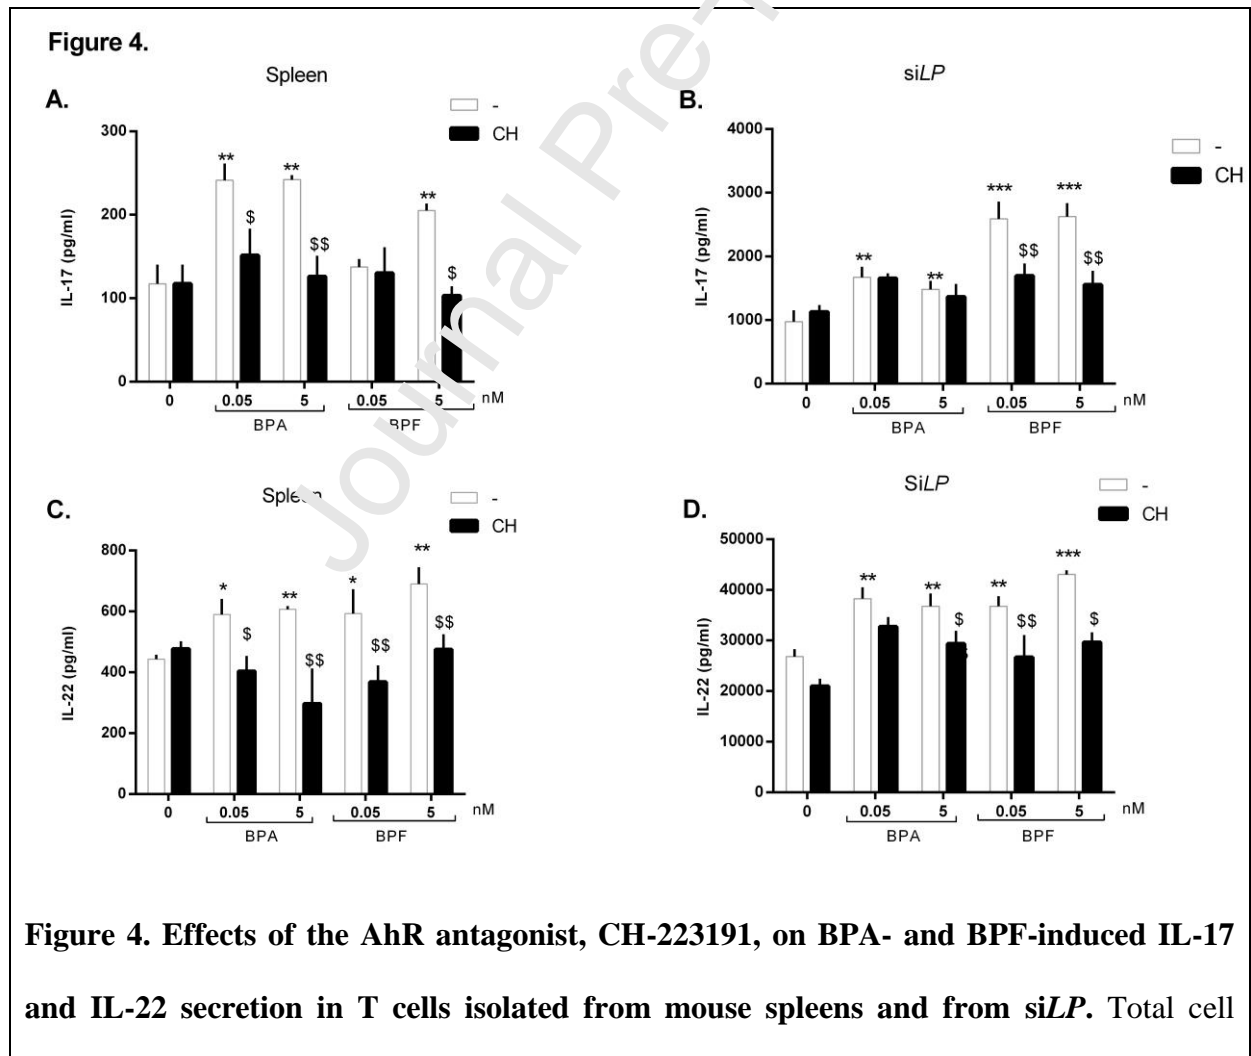 Figure 4.
Spleen
A.
-
CH
300
200
100
0
IL-17 (pg/ml)
** ** **
$ $$ $
0 0.05 5 0.05 5 nM
BPA BPF
siLP
B.
-
CH
4000
3000
2000
1000
0
IL-17 (pg/ml)
** ** *** ***
$$ $$
0 0.05 5 0.05 5 nM
BPA BPF
Spleen
C.
-
CH
800
600
400
200
0
IL-22 (pg/ml)
* ** * **
$ $$ $$ $$
0 0.05 5 0.05 5 nM
BPA BPF
SiLP
D.
-
CH
50000
40000
30000
20000
10000
0
IL-22 (pg/ml)
** ** ** ***
$ $$ $
0 0.05 5 0.05 5 nM
BPA BPF
Journal Pre-
Figure 4. Effects of the AhR antagonist, CH-223191, on BPA- and BPF-induced IL-17
and IL-22 secretion in T cells isolated from mouse spleens and from siLP. Total cell